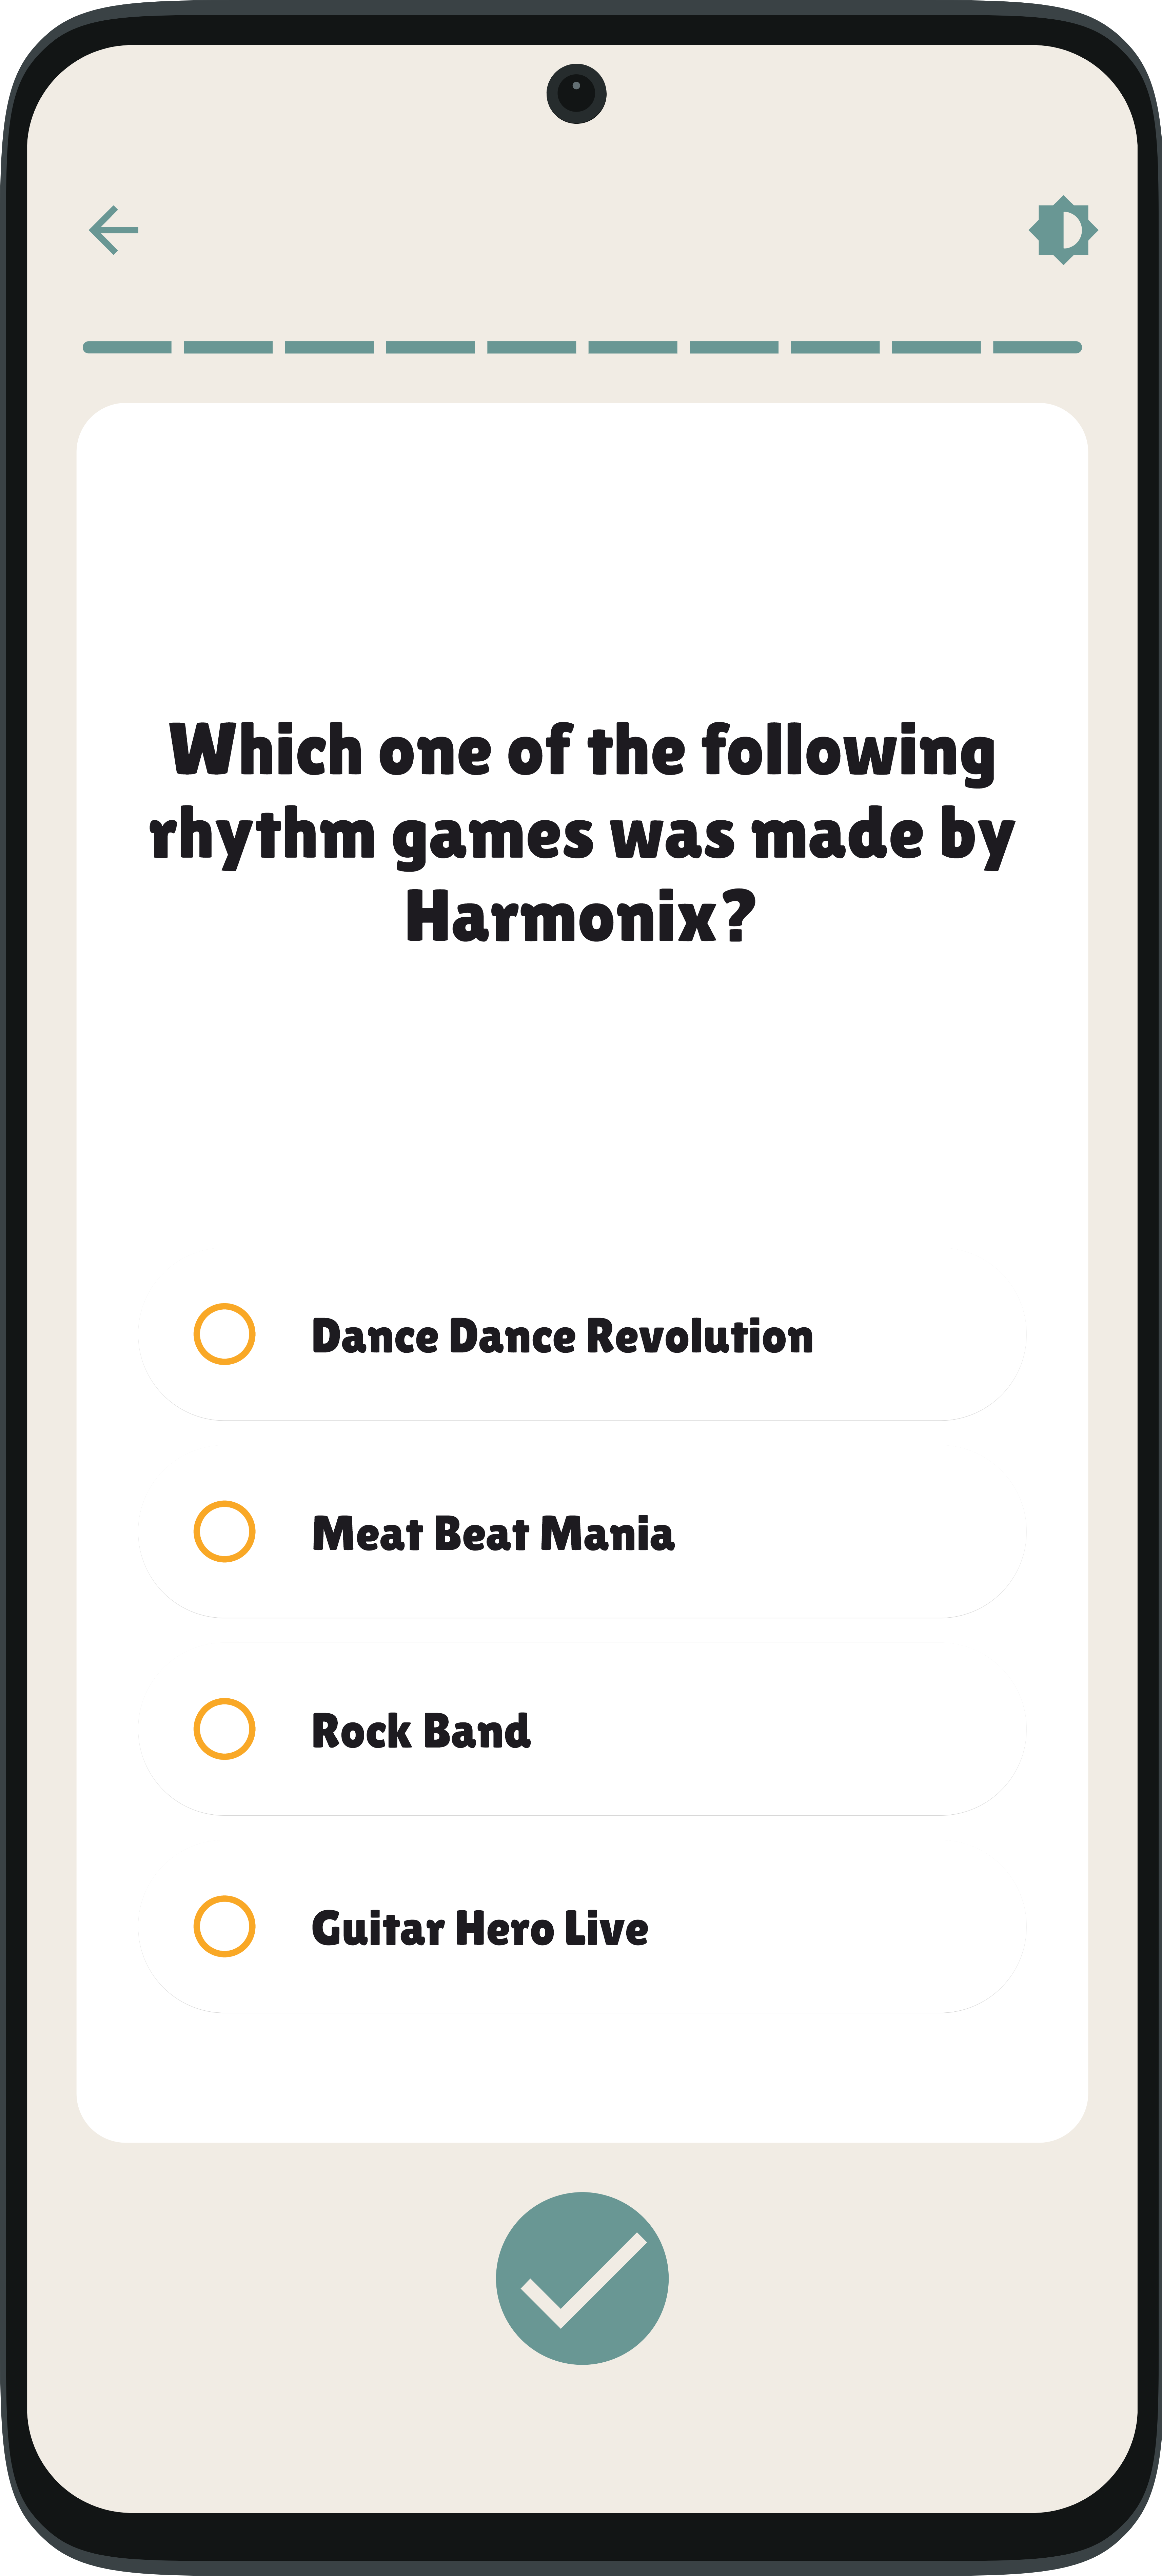 Which one of the following
rhythm games was made by
Harmonix?
Dance Dance Revolution
Meat Beat Mania
Rock Band
Guitar Hero Live